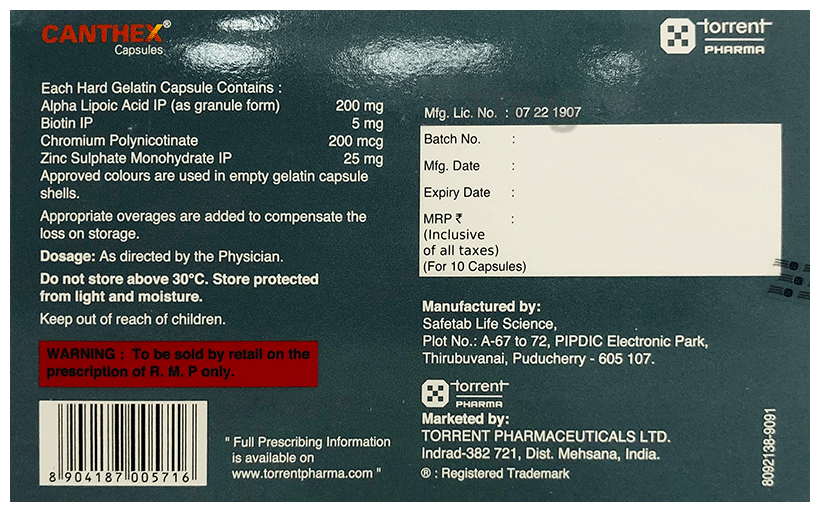 CANTHEX®
Capsules
torrent
PHARMA
Each Hard Gelatin Capsule Contains :
Alpha Lipoic Acid IP (as granule form) 200 mg
Biotin IP 5 mg
Chromium Polynicotinate 200 mcg
Zinc Sulphate Monohydrate IP 25 mg
Approved colours are used in empty gelatin capsule
shells.
Appropriate overages are added to compensate the
loss on storage.
Dosage: As directed by the Physician.
Do not store above 30°C. Store protected
from light and moisture.
Keep out of reach of children.
WARNING : To be sold by retail on the
prescription of R. M. P only.
8 904187 005716
" Full Prescribing Information
is available on
www.torrentpharma.com "
Mfg. Lic. No. : 07 22 1907
Batch No. :
Mfg. Date :
Expiry Date :
MRP ₹ :
(Inclusive
of all taxes)
(For 10 Capsules)
Manufactured by:
Safetab Life Science,
Plot No.: A-67 to 72, PIPDIC Electronic Park,
Thirubuvanai, Puducherry - 605 107.
torrent
PHARMA
Marketed by:
TORRENT PHARMACEUTICALS LTD.
Indrad-382 721, Dist. Mehsana, India.
® : Registered Trademark
8092138-9091